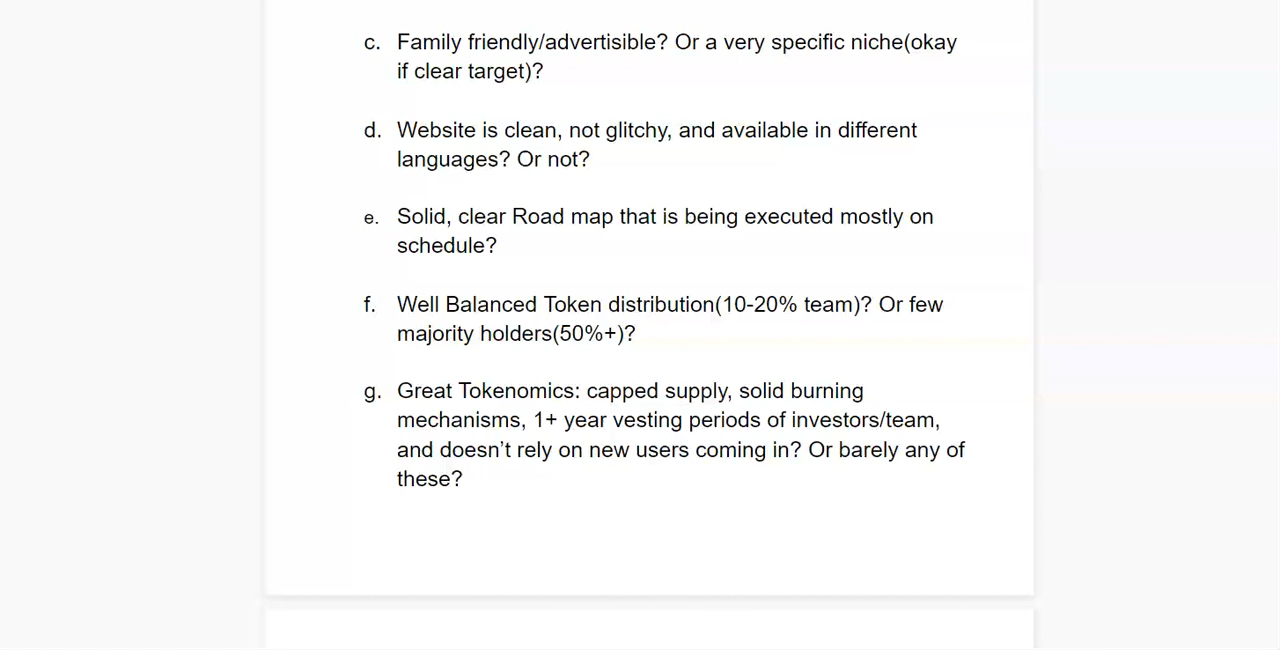 c. Family friendly/advertisible? Or a very specific niche(okay
if clear target)?
d. Website is clean, not glitchy, and available in different
languages? Or not?
e. Solid, clear Road map that is being executed mostly on
schedule?
f. Well Balanced Token distribution(10-20% team)? Or few
majority holders(50%+)?
g. Great Tokenomics: capped supply, solid burning
mechanisms, 1+ year vesting periods of investors/team,
and doesn’t rely on new users coming in? Or barely any of
these?